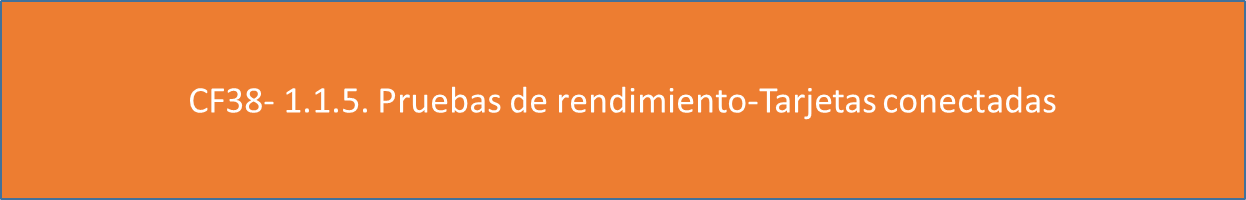 CF38- 1.1.5. Pruebas de rendimiento-Tarjetas conectadas